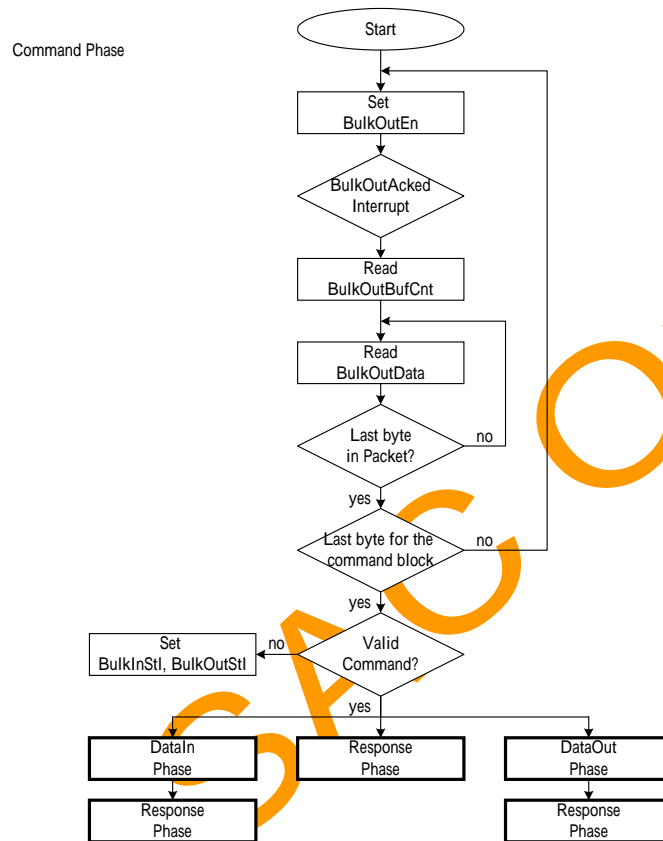 Start
Command Phase
Set
BulkOutEn
BulkOutAcked
Interrupt
Read
BulkOutBufCnt
Read
BulkOutData
Last byte
in Packet?
no
yes
Last byte for the
command block
no
yes
Valid
Command?
no
Set
BulkInStl, BulkOutStl
yes
DataIn
Phase
Response
Phase
DataOut
Phase
Response
Phase
Response
Phase
SAC O